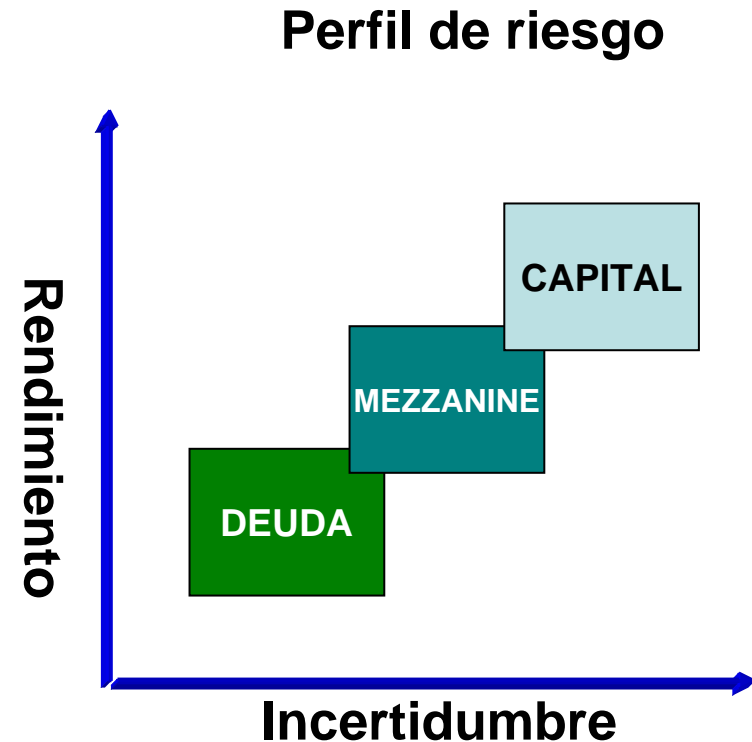 Perfil de riesgo
CAPITAL
Rendimiento
MEZZANINE
DEUDA
Incertidumbre